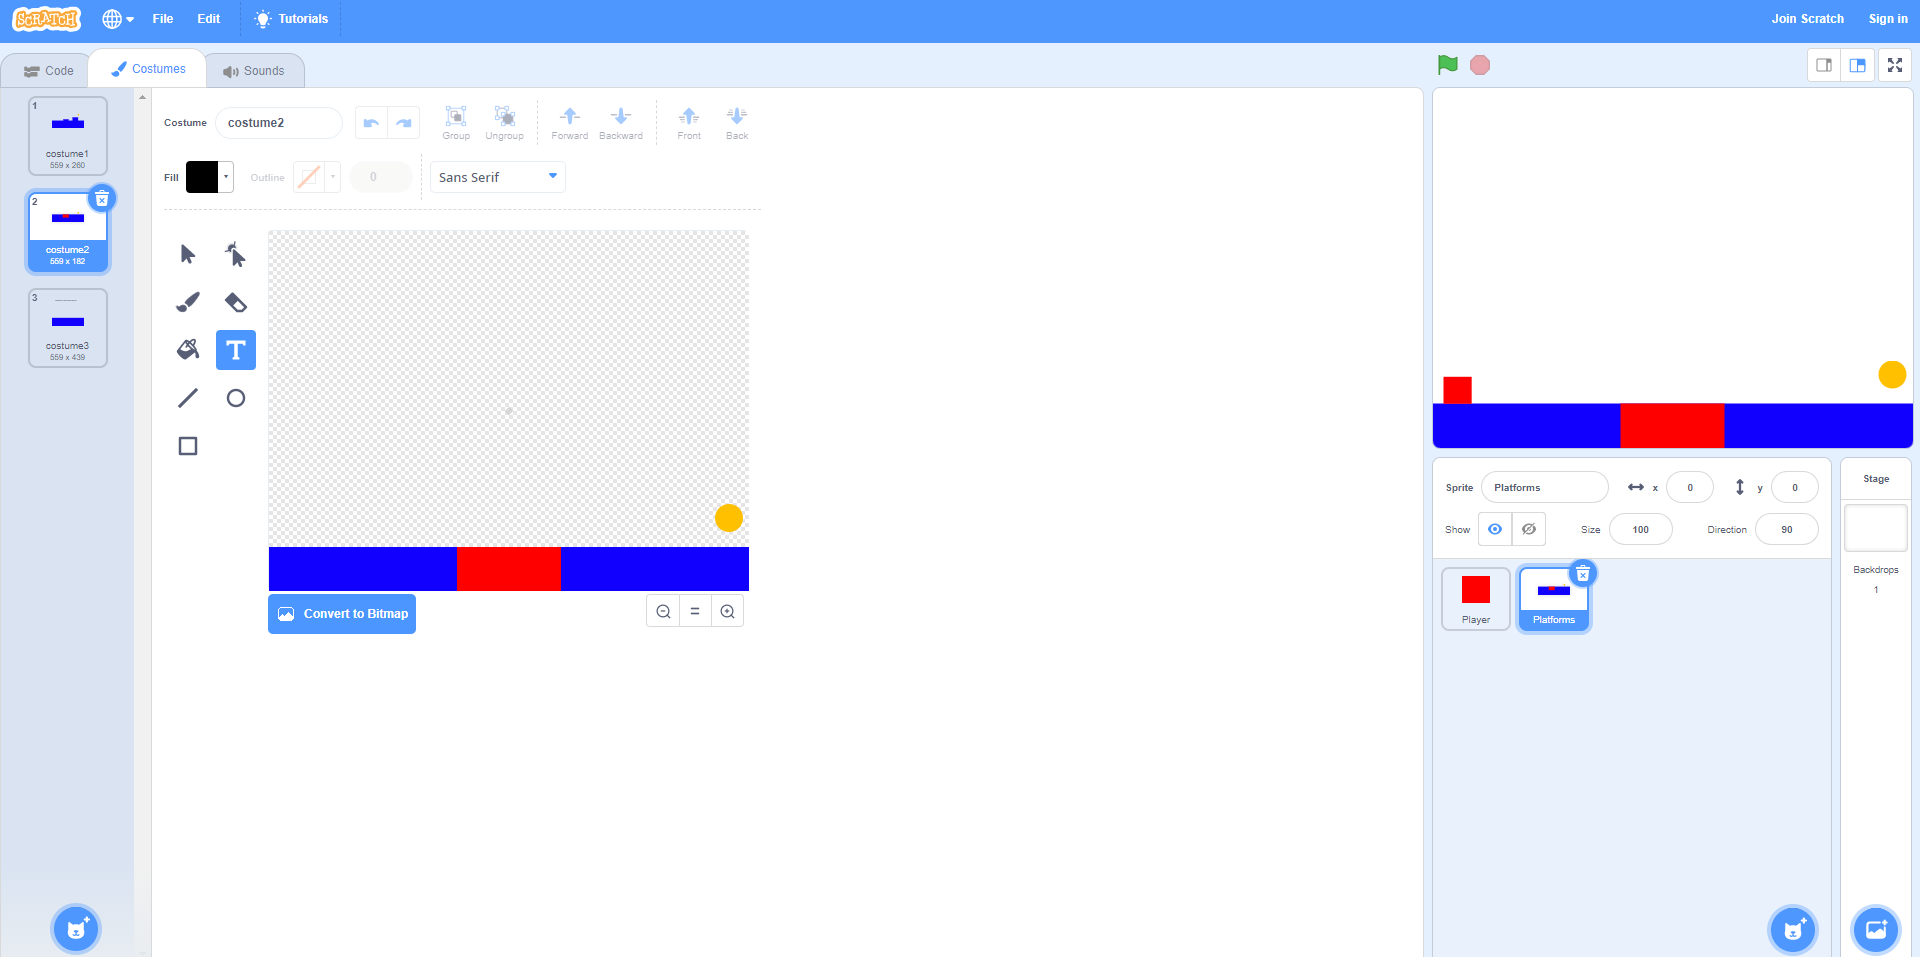 SCRATCH File Edit Tutorials Join Scratch Sign in
Code Costumes Sounds
1
costume1
559 x 260
2
costume2
559 x 182
3
costume3
559 x 439
Costume costume2 Group Ungroup Forward Backward Front Back
Fill Outline 0 Sans Serif
T
Convert to Bitmap
Sprite Platforms x 0 y 0
Show Size 100 Direction 90
Player Platforms
Stage
Backdrops
1